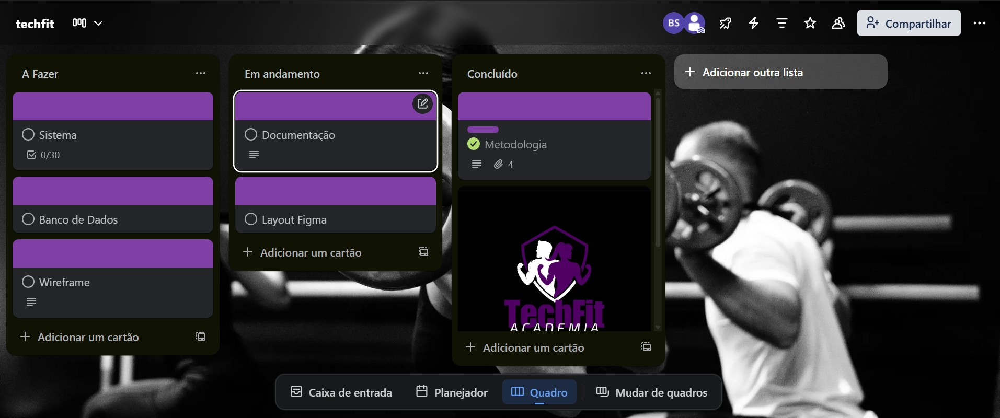 techfit
BS
Compartilhar
A Fazer
Sistema
0/30
Banco de Dados
Wireframe
Adicionar um cartão
Em andamento
Documentação
Layout Figma
Adicionar um cartão
Concluído
Metodologia
4
TechFit
ACADEMIA
Adicionar um cartão
Adicionar outra lista
Caixa de entrada
Planejador
Quadro
Mudar de quadros